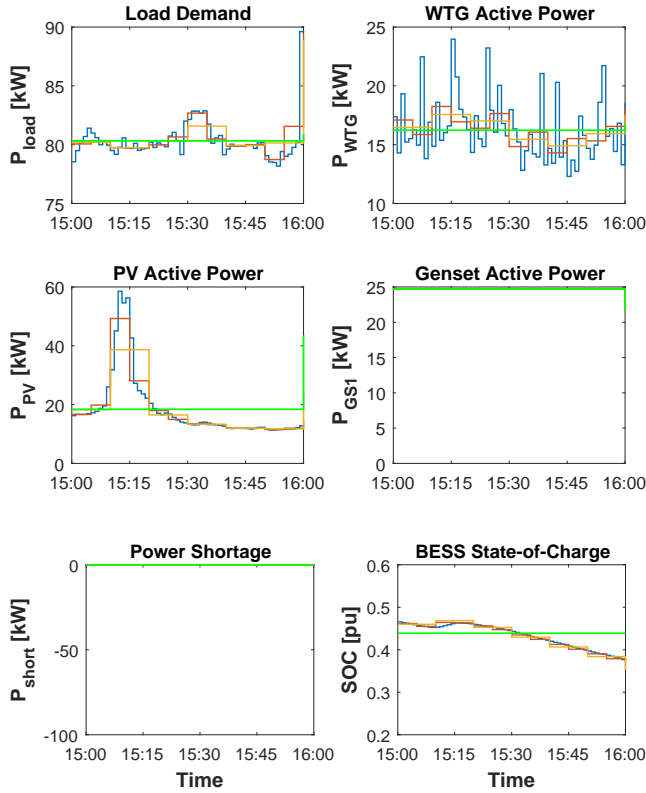 Load Demand
P_load [kW]
90
85
80
75
15:00 15:15 15:30 15:45 16:00
WTG Active Power
P_WTG [kW]
25
20
15
10
15:00 15:15 15:30 15:45 16:00
PV Active Power
P_PV [kW]
60
40
20
0
15:00 15:15 15:30 15:45 16:00
Genset Active Power
P_GS1 [kW]
25
20
15
10
5
0
15:00 15:15 15:30 15:45 16:00
Power Shortage
P_short [kW]
0
-50
-100
15:00 15:15 15:30 15:45 16:00
Time
BESS State-of-Charge
SOC [pu]
0.6
0.5
0.4
0.3
0.2
15:00 15:15 15:30 15:45 16:00
Time